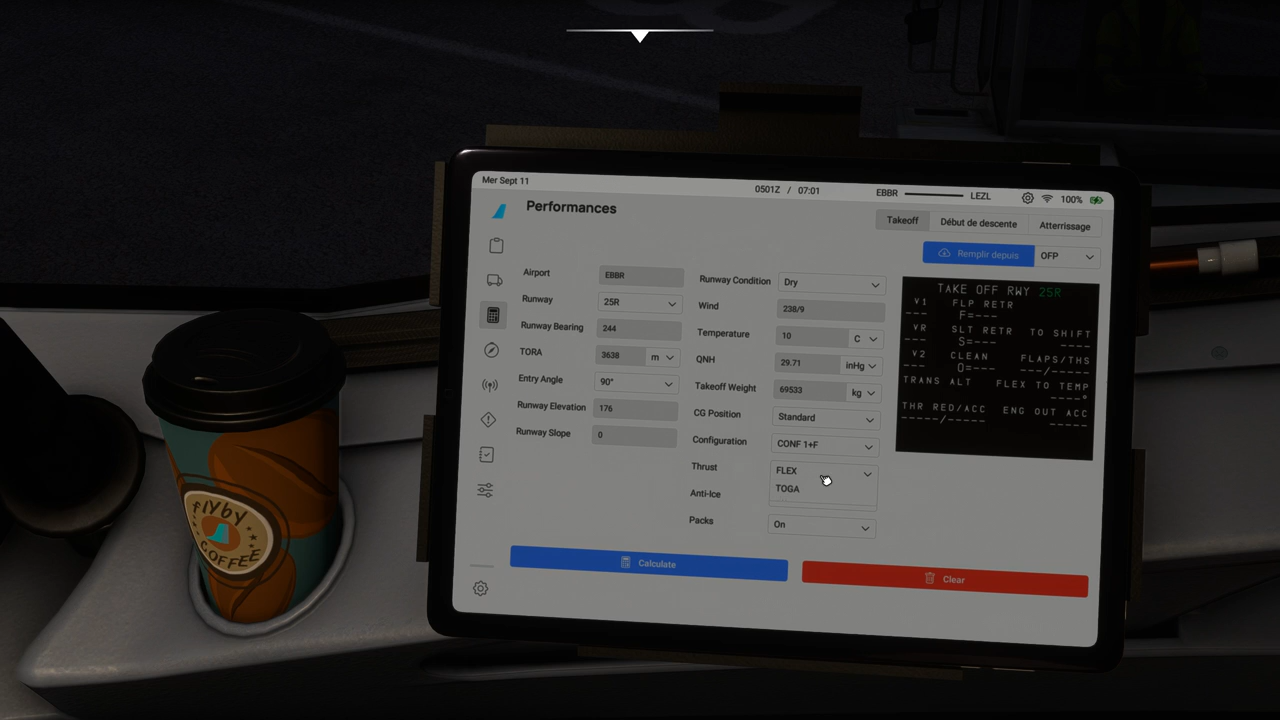 Mer Sept 11
0501Z / 07:01
EBBR
LEZL
100%
Performances
Takeoff
Début de descente
Atterrissage
Remplir depuis
OFP
Airport
EBBR
Runway
25R
Runway Bearing
244
TORA
3638
m
Entry Angle
90°
Runway Elevation
176
Runway Slope
0
Runway Condition
Dry
Wind
238/9
Temperature
10
C
QNH
29.71
inHg
Takeoff Weight
69533
kg
CG Position
Standard
Configuration
CONF 1+F
Thrust
FLEX
TOGA
Anti-Ice
Packs
On
Calculate
Clear
TAKE OFF RWY 25R
V1 FLP RETR
--- F=---
VR SLT RETR TO SHIFT
--- S=--- ----
V2 CLEAN FLAPS/THS
--- O=--- ---/-----
TRANS ALT FLEX TO TEMP
----°
THR RED/ACC ENG OUT ACC
-----/----- -----
flyby
COFFEE